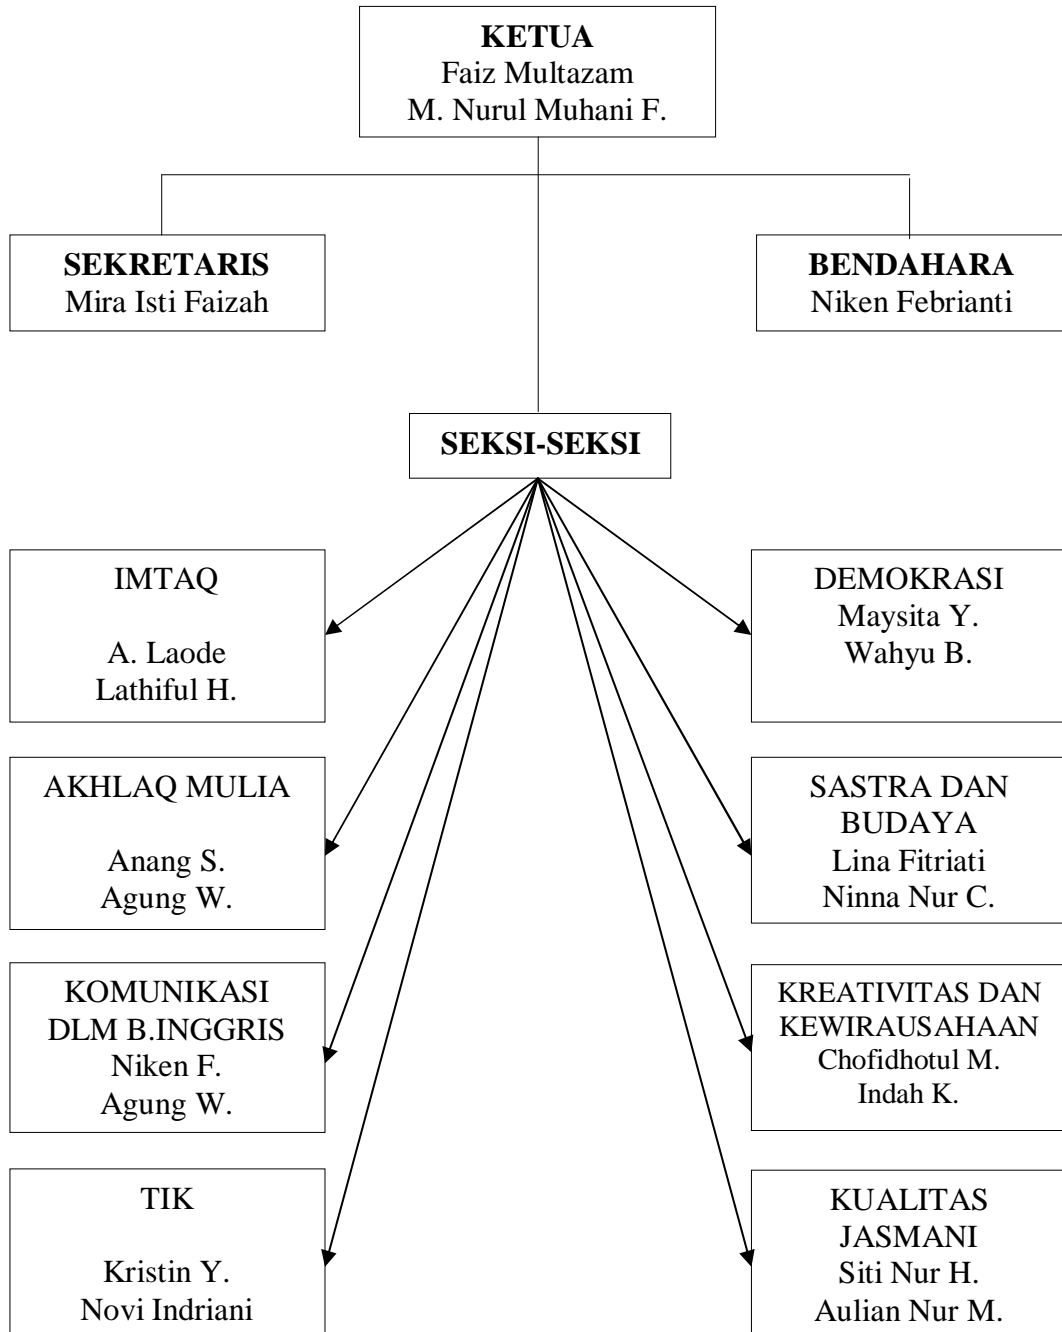 KETUA
Faiz Multazam
M. Nurul Muhani F.
SEKRETARIS
Mira Isti Faizah
BENDAHARA
Niken Febrianti
SEKSI-SEKSI
IMTAQ
A. Laode
Lathiful H.
DEMOKRASI
Maysita Y.
Wahyu B.
AKHLAQ MULIA
Anang S.
Agung W.
SASTRA DAN
BUDAYA
Lina Fitriati
Ninna Nur C.
KOMUNIKASI
DLM B.INGGRIS
Niken F.
Agung W.
KREATIVITAS DAN
KEWIRAUSAHAAN
Chofidhotul M.
Indah K.
TIK
Kristin Y.
Novi Indriani
KUALITAS
JASMANI
Siti Nur H.
Aulian Nur M.